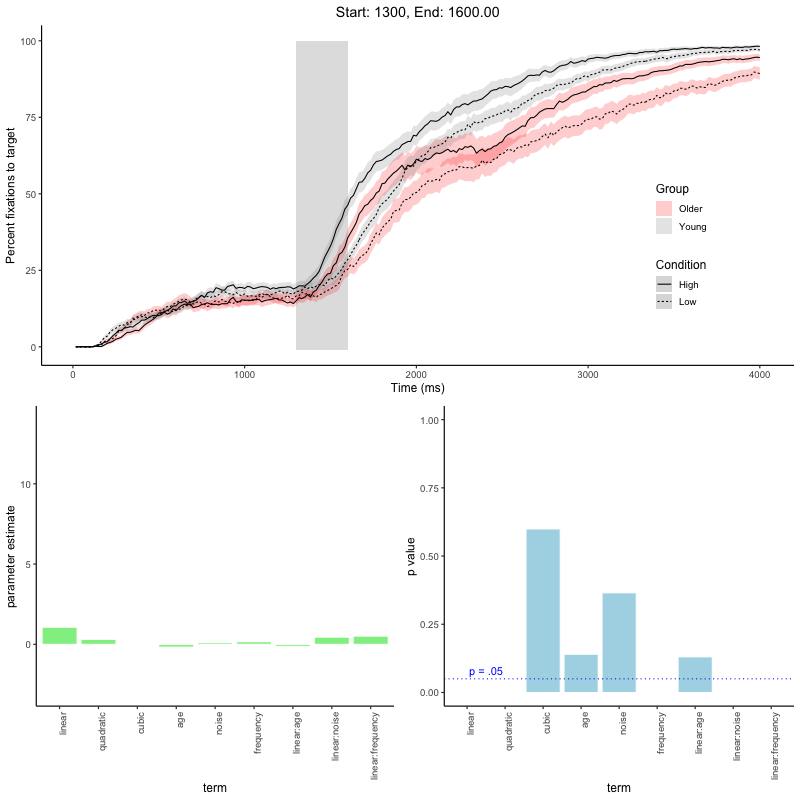 Start: 1300, End: 1600.00
Percent fixations to target
100
75
50
25
0
0
1000
2000
3000
4000
Time (ms)
Group
Older
Young
Condition
High
Low
parameter estimate
10
5
0
linear
quadratic
cubic
age
noise
frequency
linear:age
linear:noise
linear:frequency
term
p value
1.00
0.75
0.50
0.25
0.00
p = .05
linear
quadratic
cubic
age
noise
frequency
linear:age
linear:noise
linear:frequency
term